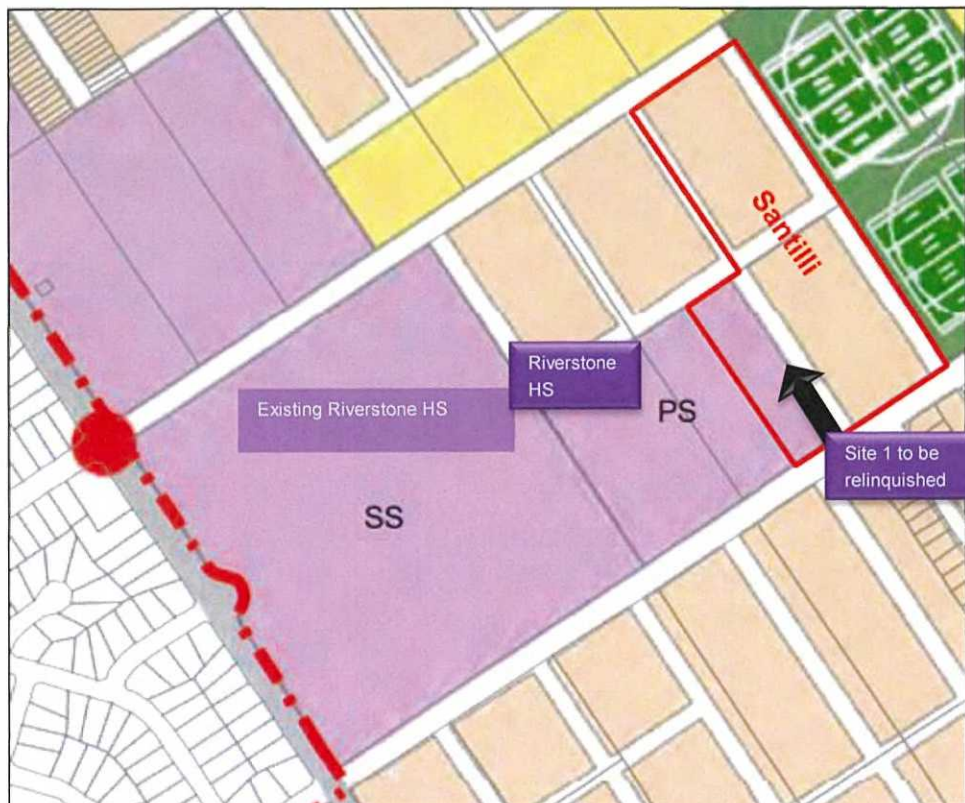 Santilli
Riverstone
HS
Existing Riverstone HS
PS
Site 1 to be
relinquished
SS